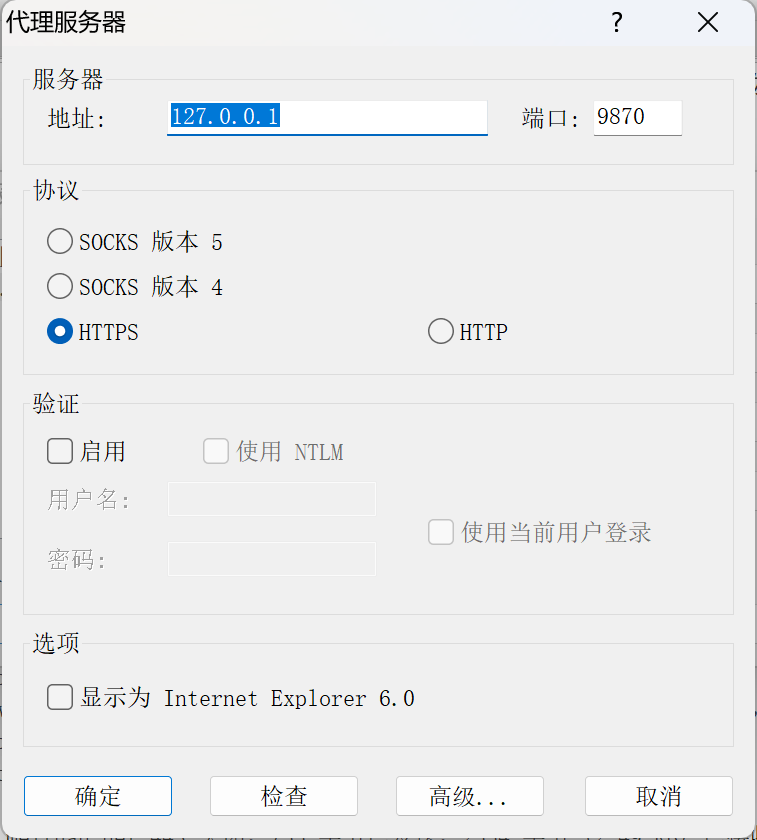 代理服务器 ?
服务器
地址: 127.0.0.1 端口: 9870
协议
SOCKS 版本 5
SOCKS 版本 4
HTTPS HTTP
验证
启用 使用 NTLM
用户名:
使用当前用户登录
密码:
选项
显示为 Internet Explorer 6.0
确定 检查 高级... 取消